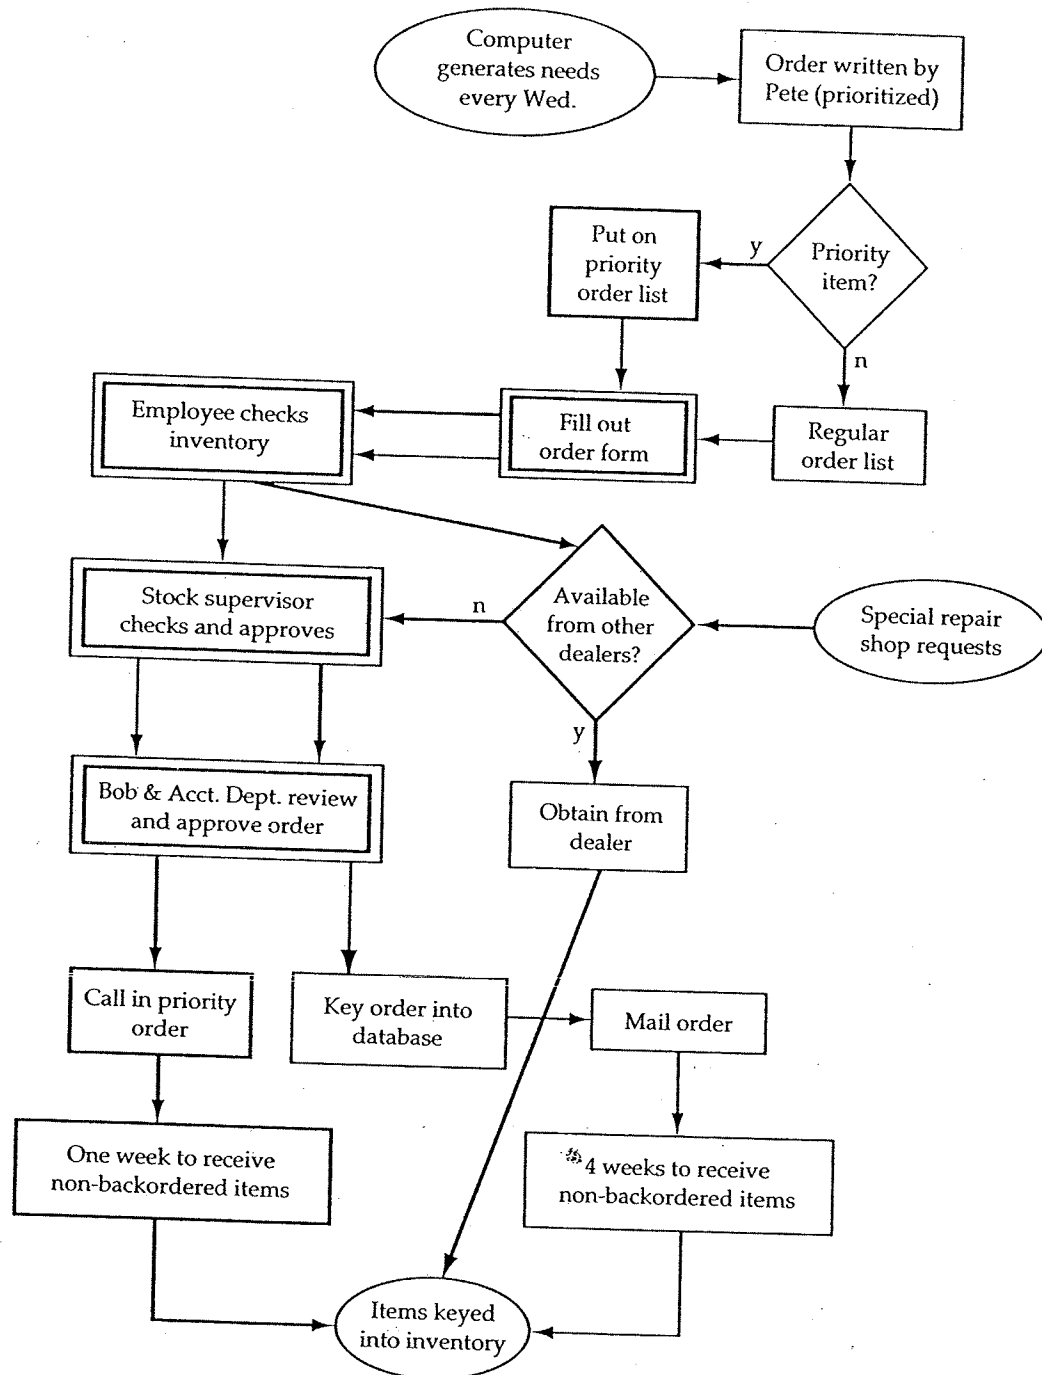 Computer
generates needs
every Wed.
Order written by
Pete (prioritized)
Put on
priority
order list
y
Priority
item?
n
Employee checks
inventory
Fill out
order form
Regular
order list
Stock supervisor
checks and approves
n
Available
from other
dealers?
Special repair
shop requests
y
Bob & Acct. Dept. review
and approve order
Obtain from
dealer
Call in priority
order
Key order into
database
Mail order
One week to receive
non-backordered items
4 weeks to receive
non-backordered items
Items keyed
into inventory